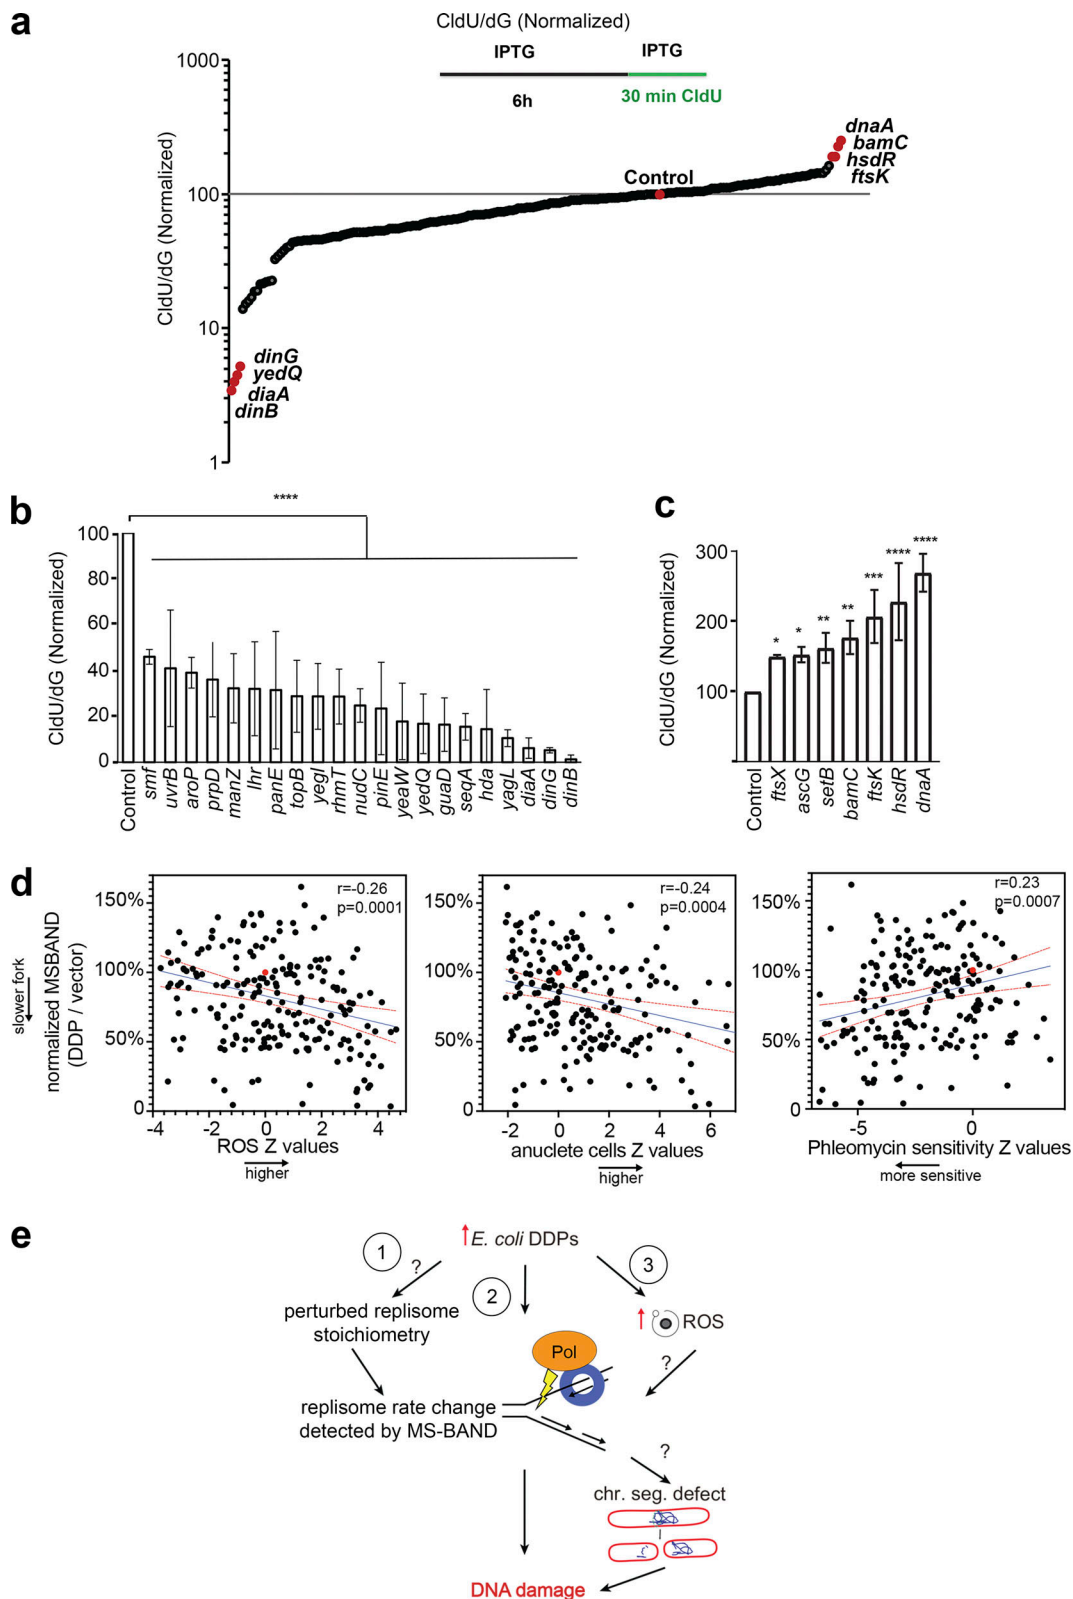 a
CldU/dG (Normalized)
IPTG IPTG
6h 30 min CldU
CldU/dG (Normalized)
1000
100
10
1
Control
dnaA
bamC
hsdR
ftsK
dinG
yedQ
diaA
dinB
b
****
CldU/dG (Normalized)
100
80
60
40
20
0
Control smf uvrB aroP prpD manZ lhr panE topB yegI rhmT nudC pinE yeaW yedQ guaD seqA hda yagL diaA dinG dinB
c
CldU/dG (Normalized)
300
200
100
* * ** ** *** **** ****
Control ftsX ascG setB bamC ftsK hsdR dnaA
d
slower fork
normalized MSBAND
(DDP / vector)
150%
100%
50%
0
r=-0.26
p=0.0001
-4 -2 0 2 4
ROS Z values
higher
150%
100%
50%
0
r=-0.24
p=0.0004
-2 0 2 4 6
anuclete cells Z values
higher
150%
100%
50%
0
r=0.23
p=0.0007
-5 0
Phleomycin sensitivity Z values
more sensitive
e
E. coli DDPs
1 ?
2
3
perturbed replisome
stoichiometry
ROS
Pol
?
replisome rate change
detected by MS-BAND
?
chr. seg. defect
DNA damage